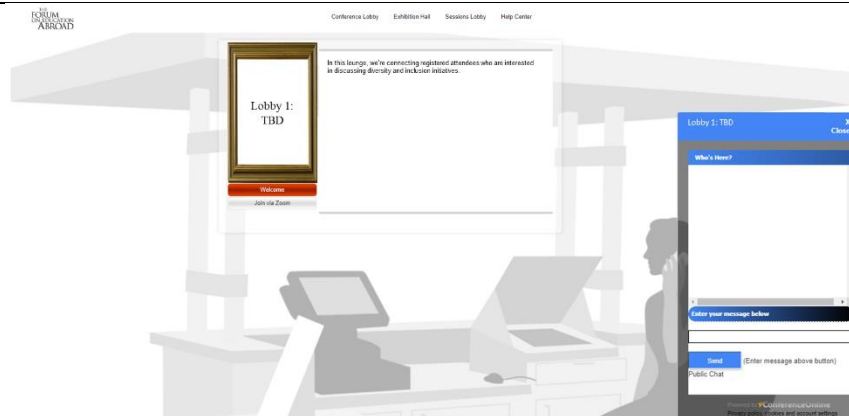 THE
FORUM
ON EDUCATION
ABROAD
Conference Lobby Exhibition Hall Sessions Lobby Help Center
In this lounge, we're connecting registered attendees who are interested
in discussing diversity and inclusion initiatives.
Lobby 1:
TBD
Welcome
Join via Zoom
Lobby 1: TBD
X
Close
Who's Here?
Enter your message below
Send (Enter message above button)
Public Chat
Powered by eConferenceOnline
Privacy policy, cookies and account settings